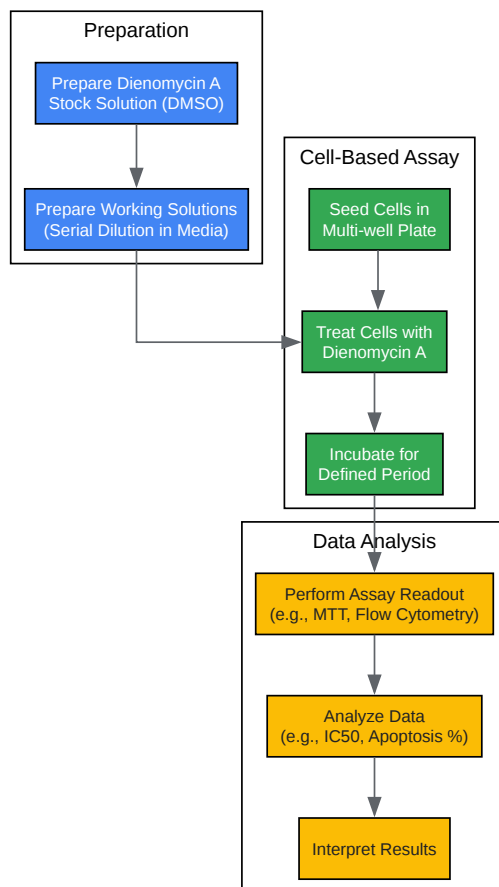 Preparation
Prepare Dienomycin A
Stock Solution (DMSO)
Prepare Working Solutions
(Serial Dilution in Media)
Cell-Based Assay
Seed Cells in
Multi-well Plate
Treat Cells with
Dienomycin A
Incubate for
Defined Period
Data Analysis
Perform Assay Readout
(e.g., MTT, Flow Cytometry)
Analyze Data
(e.g., IC50, Apoptosis %)
Interpret Results